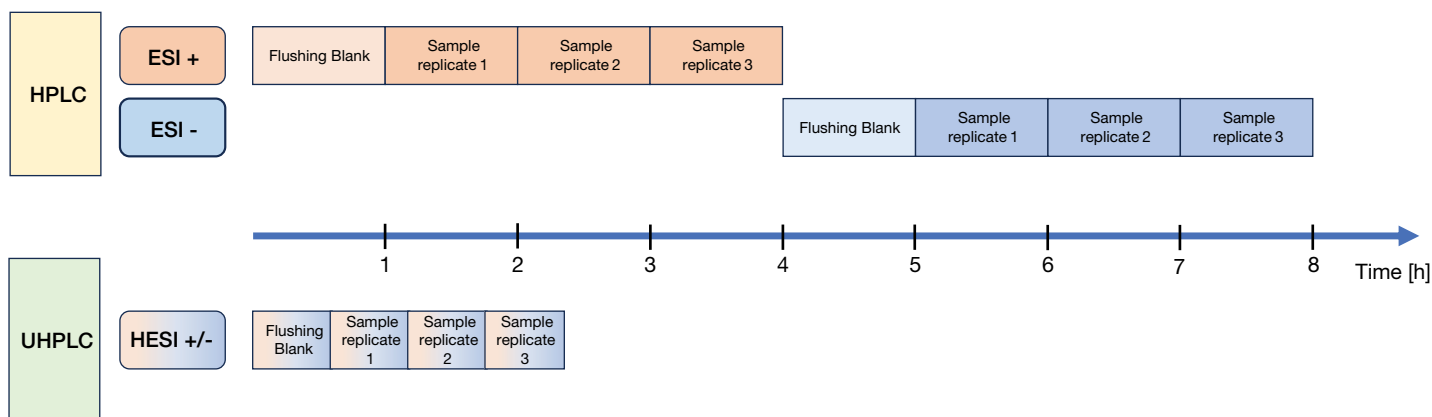 HPLC
ESI +
Flushing Blank
Sample
replicate 1
Sample
replicate 2
Sample
replicate 3
ESI -
Flushing Blank
Sample
replicate 1
Sample
replicate 2
Sample
replicate 3
1
2
3
4
5
6
7
8
Time [h]
UHPLC
HESI +/-
Flushing
Blank
Sample
replicate
1
Sample
replicate
2
Sample
replicate
3